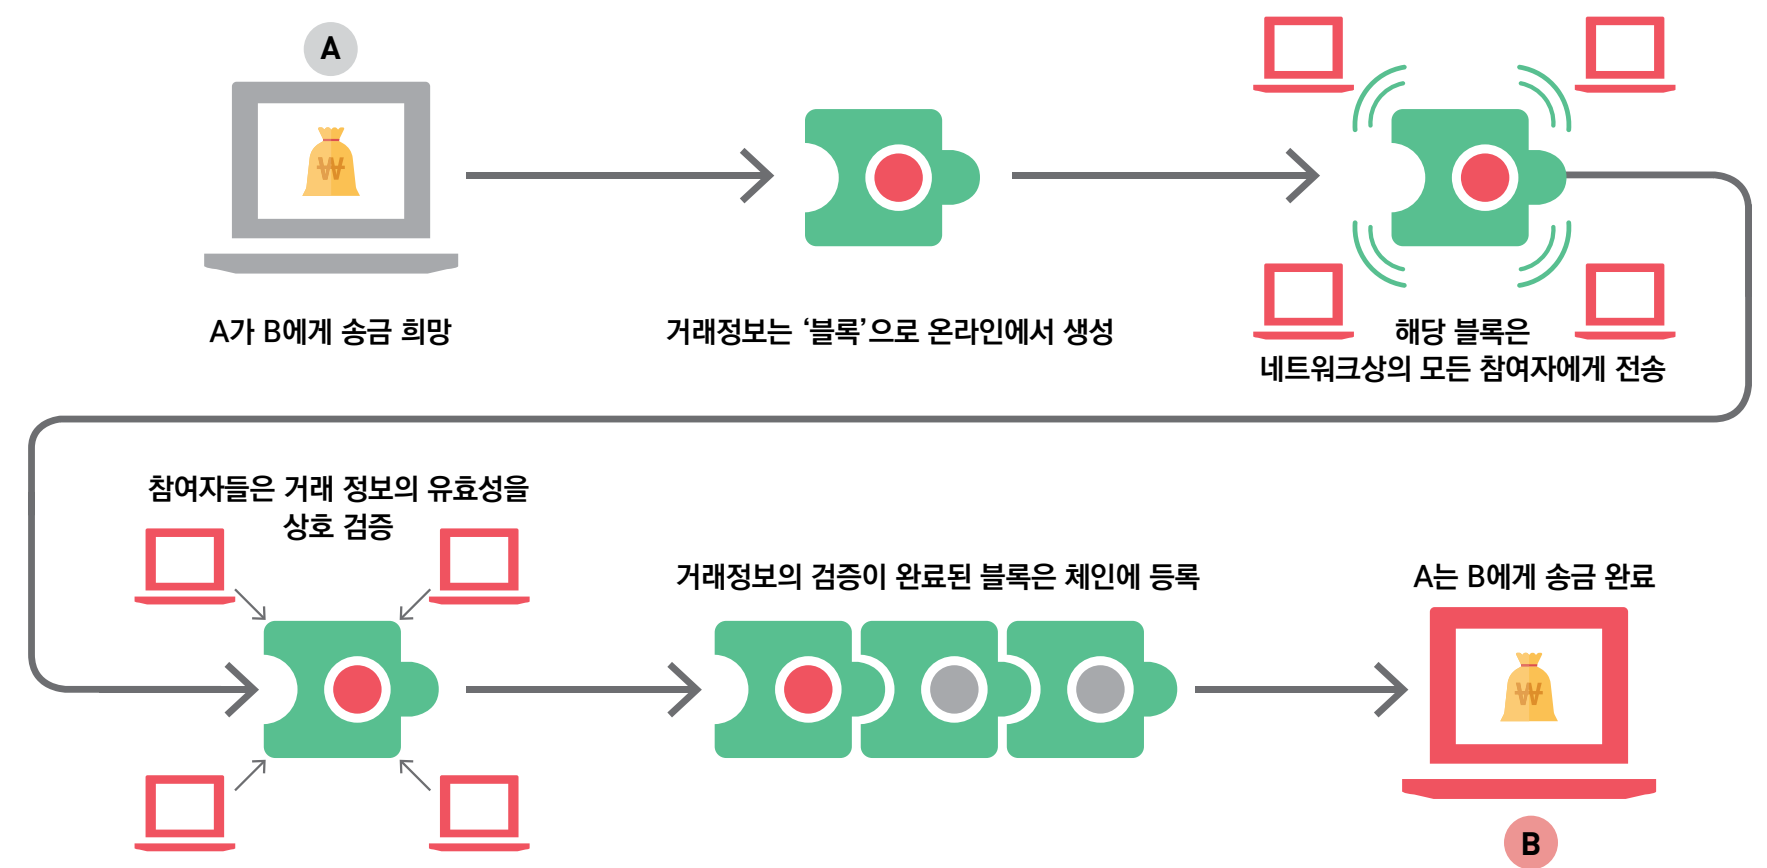 A
A가 B에게 송금 희망
거래정보는 ‘블록’으로 온라인에서 생성
해당 블록은
네트워크상의 모든 참여자에게 전송
참여자들은 거래 정보의 유효성을
상호 검증
거래정보의 검증이 완료된 블록은 체인에 등록
A는 B에게 송금 완료
B